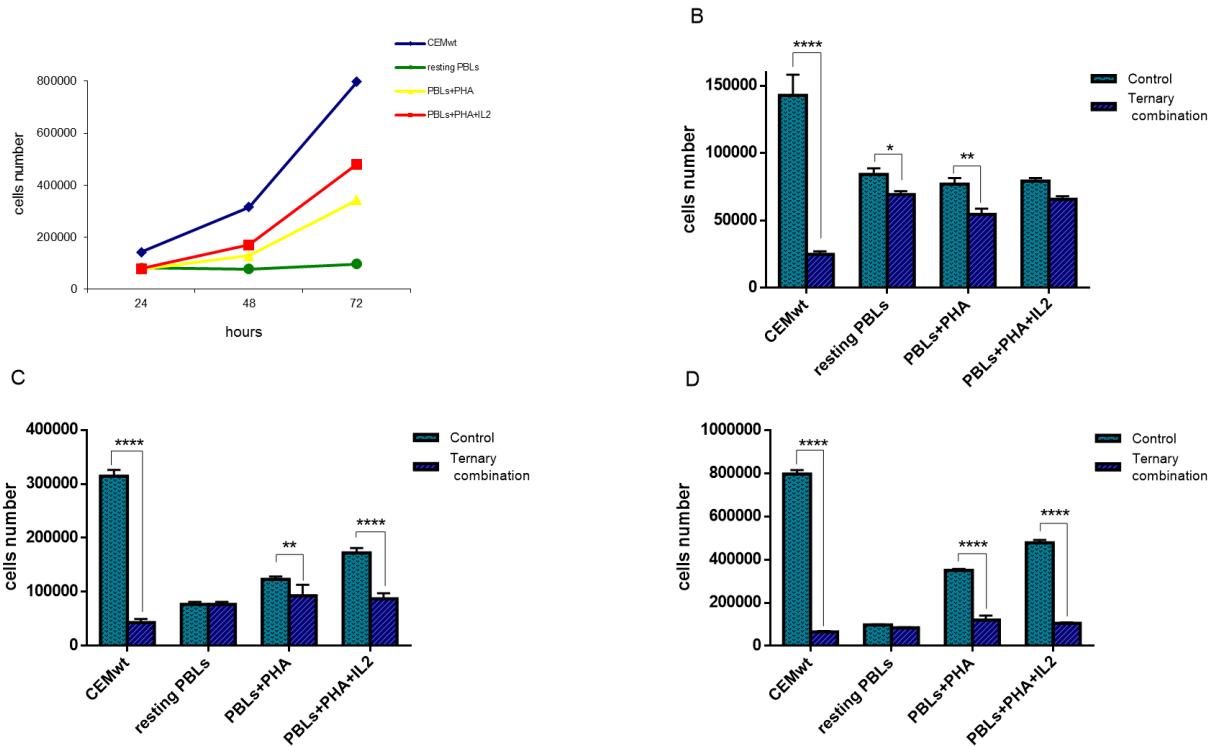 CEMwt
resting PBLs
PBLs+PHA
PBLs+PHA+IL2
800000
600000
400000
200000
0
24
48
72
cells number
hours
B
150000
100000
50000
0
cells number
****
*
**
Control
Ternary
combination
CEMwt
resting PBLs
PBLs+PHA
PBLs+PHA+IL2
C
400000
300000
200000
100000
0
cells number
****
**
****
Control
Ternary
combination
CEMwt
resting PBLs
PBLs+PHA
PBLs+PHA+IL2
D
1000000
800000
600000
400000
200000
0
cells number
****
****
****
Control
Ternary
combination
CEMwt
resting PBLs
PBLs+PHA
PBLs+PHA+IL2